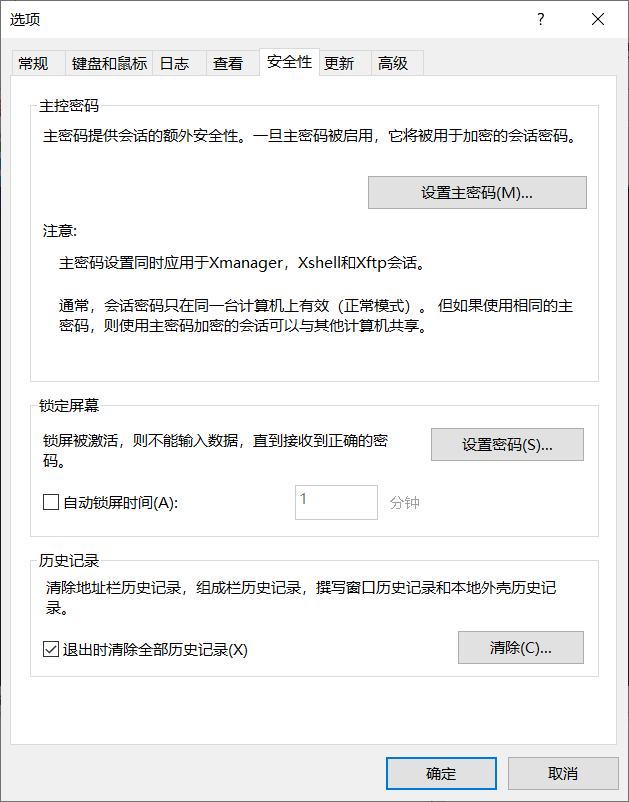 选项
?
常规 键盘和鼠标 日志 查看 安全性 更新 高级
主控密码
主密码提供会话的额外安全性。一旦主密码被启用，它将被用于加密的会话密码。
设置主密码(M)...
注意:
主密码设置同时应用于Xmanager，Xshell和Xftp会话。
通常，会话密码只在同一台计算机上有效（正常模式）。 但如果使用相同的主
密码，则使用主密码加密的会话可以与其他计算机共享。
锁定屏幕
锁屏被激活，则不能输入数据，直到接收到正确的密
码。
设置密码(S)...
自动锁屏时间(A): 1 分钟
历史记录
清除地址栏历史记录，组成栏历史记录，撰写窗口历史记录和本地外壳历史记
录。
退出时清除全部历史记录(X)
清除(C)...
确定 取消